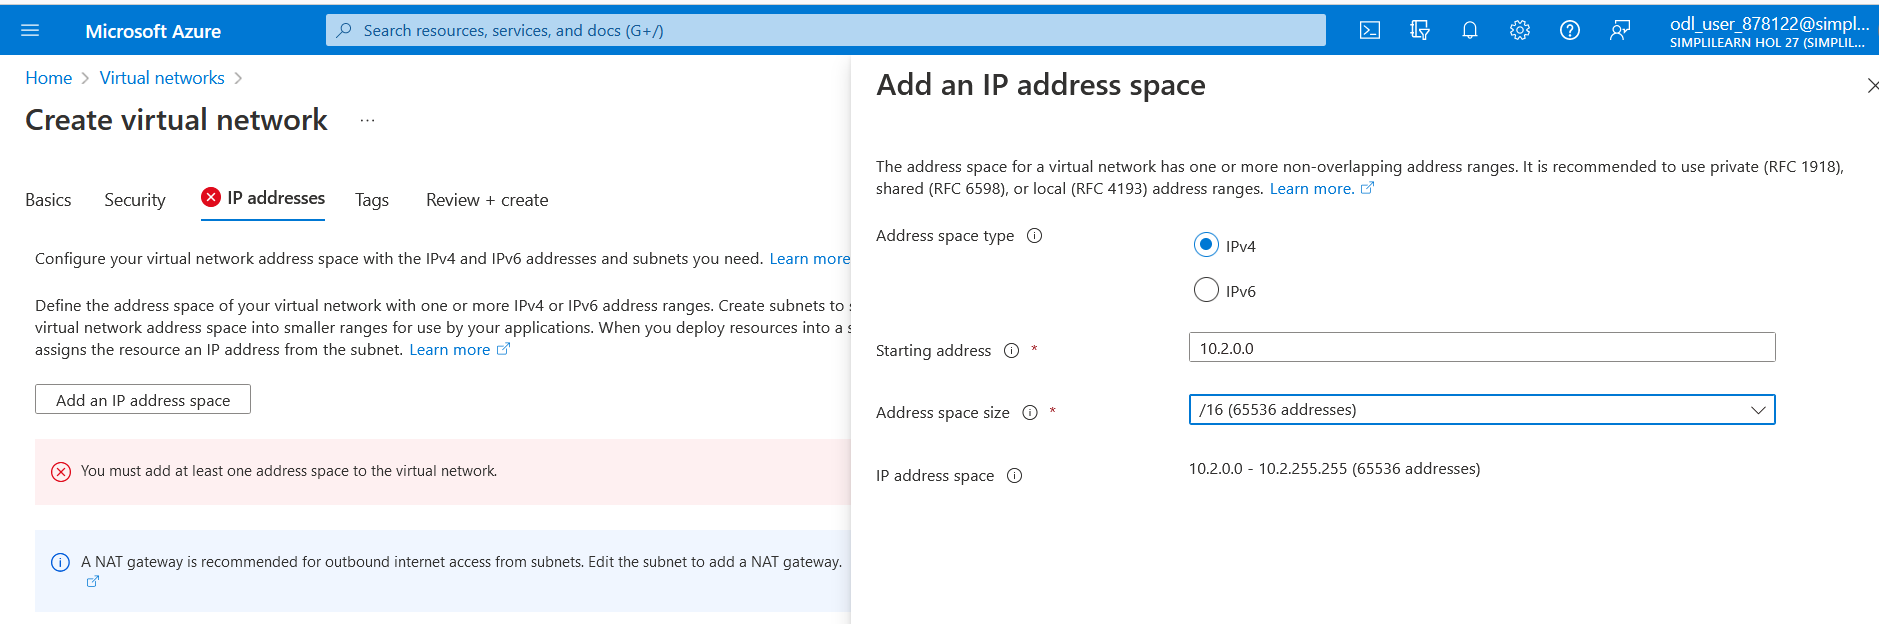 Microsoft Azure
Search resources, services, and docs (G+/)
odl_user_878122@simpl...
SIMPLILEARN HOL 27 (SIMPLIL...
Home > Virtual networks >
Create virtual network ...
Basics Security IP addresses Tags Review + create
Configure your virtual network address space with the IPv4 and IPv6 addresses and subnets you need. Learn more
Define the address space of your virtual network with one or more IPv4 or IPv6 address ranges. Create subnets to
virtual network address space into smaller ranges for use by your applications. When you deploy resources into a
assigns the resource an IP address from the subnet. Learn more
Add an IP address space
You must add at least one address space to the virtual network.
A NAT gateway is recommended for outbound internet access from subnets. Edit the subnet to add a NAT gateway.
Add an IP address space
The address space for a virtual network has one or more non-overlapping address ranges. It is recommended to use private (RFC 1918),
shared (RFC 6598), or local (RFC 4193) address ranges. Learn more.
Address space type
IPv4
IPv6
Starting address *
10.2.0.0
Address space size *
/16 (65536 addresses)
IP address space
10.2.0.0 - 10.2.255.255 (65536 addresses)